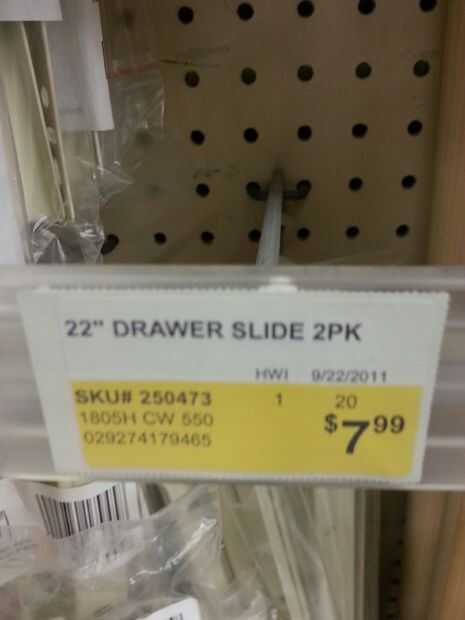 22" DRAWER SLIDE 2PK
HWI 9/22/2011
SKU# 250473 1 20
1805H CW 550
029274179465
$7.99